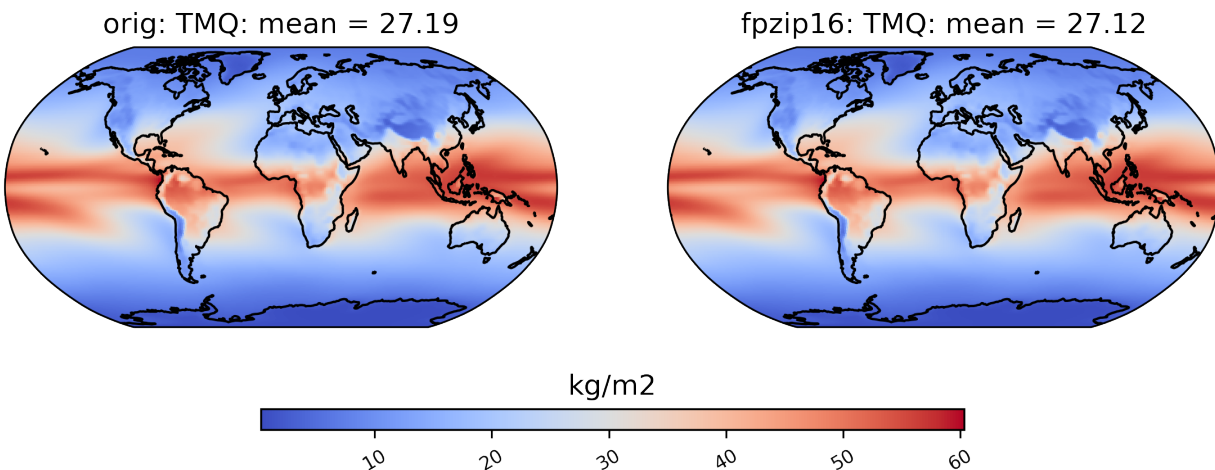 orig: TMQ: mean = 27.19
fpzip16: TMQ: mean = 27.12
kg/m2
10 20 30 40 50 60